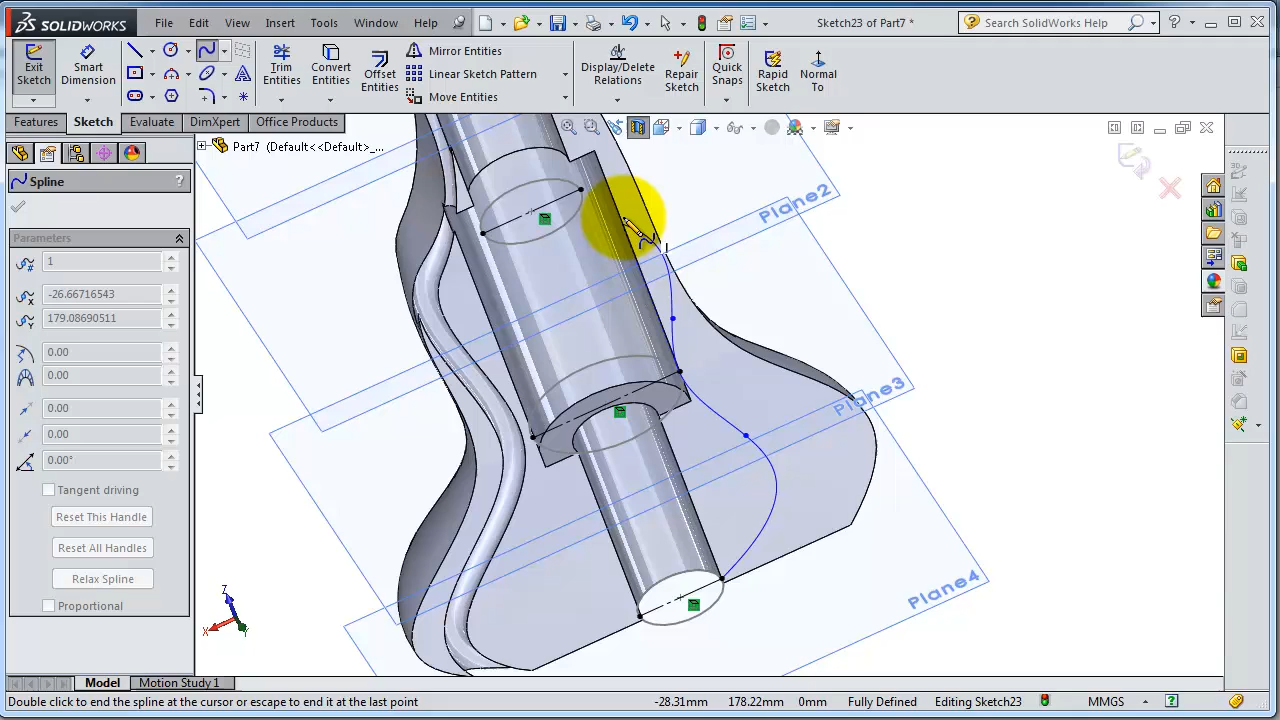 SOLIDWORKS
File Edit View Insert Tools Window Help
Sketch23 of Part7 *
Search SolidWorks Help
Exit Sketch
Smart Dimension
Trim Entities
Convert Entities
Offset Entities
Mirror Entities
Linear Sketch Pattern
Move Entities
Display/Delete Relations
Repair Sketch
Quick Snaps
Rapid Sketch
Normal To
Features Sketch Evaluate DimXpert Office Products
Part7 (Default<<Default>_...
Spline ?
Parameters
1
-26.66716543
179.08690511
0.00
0.00
0.00
0.00
0.00°
Tangent driving
Reset This Handle
Reset All Handles
Relax Spline
Proportional
Plane2
Plane3
Plane4
Z
X
Y
Model Motion Study 1
Double click to end the spline at the cursor or escape to end it at the last point
-28.31mm 178.22mm 0mm Fully Defined Editing Sketch23 MMGS